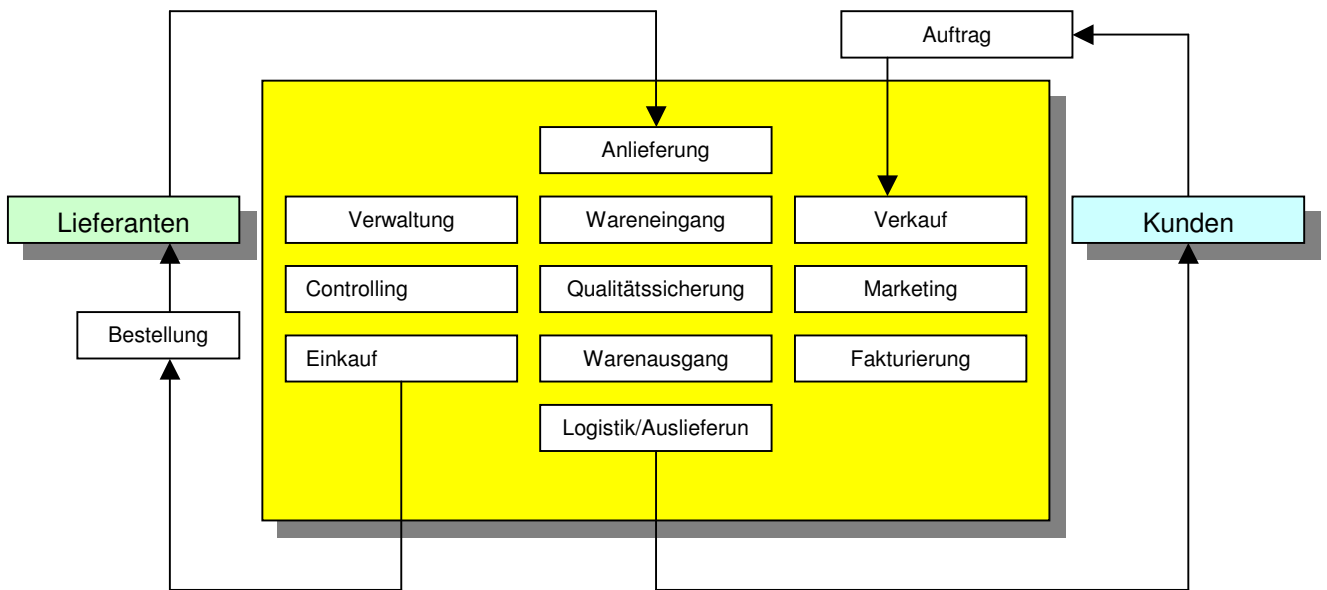 Auftrag
Anlieferung
Lieferanten
Verwaltung
Wareneingang
Verkauf
Kunden
Controlling
Qualitätssicherung
Marketing
Bestellung
Einkauf
Warenausgang
Fakturierung
Logistik/Auslieferun